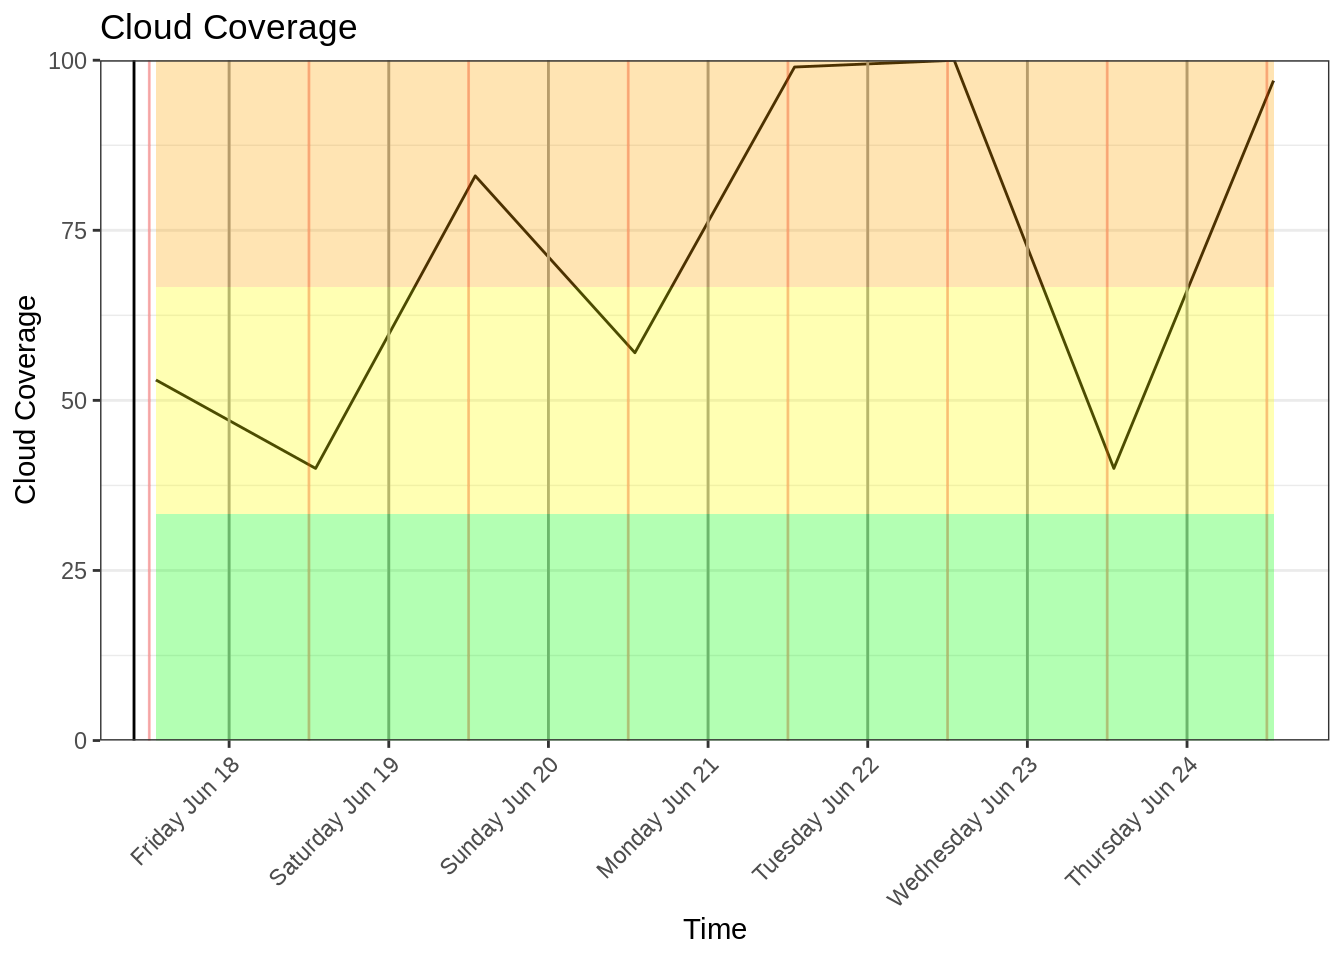 Cloud Coverage
100
75
50
25
0
Cloud Coverage
Friday Jun 18
Saturday Jun 19
Sunday Jun 20
Monday Jun 21
Tuesday Jun 22
Wednesday Jun 23
Thursday Jun 24
Time